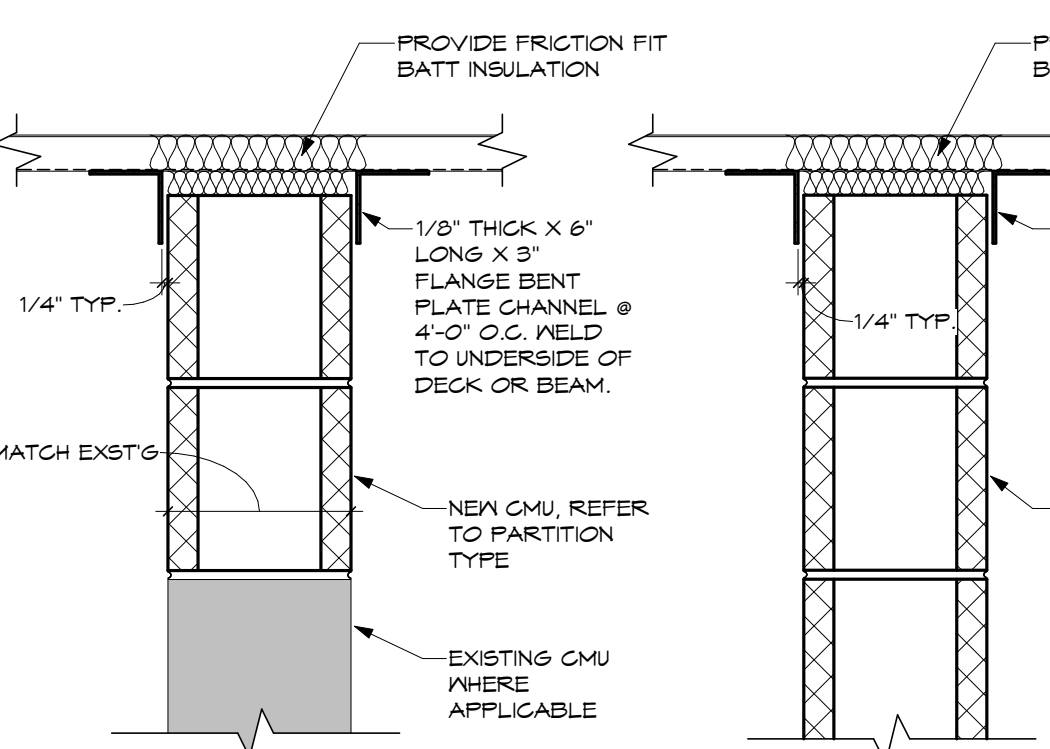 PROVIDE FRICTION FIT
BATT INSULATION
1/8" THICK X 6"
LONG X 3"
FLANGE BENT
PLATE CHANNEL @
4'-0" O.C. WELD
TO UNDERSIDE OF
DECK OR BEAM.
1/4" TYP.
MATCH EXST'G
NEW CMU, REFER
TO PARTITION
TYPE
EXISTING CMU
WHERE
APPLICABLE
P
B
1/4" TYP.